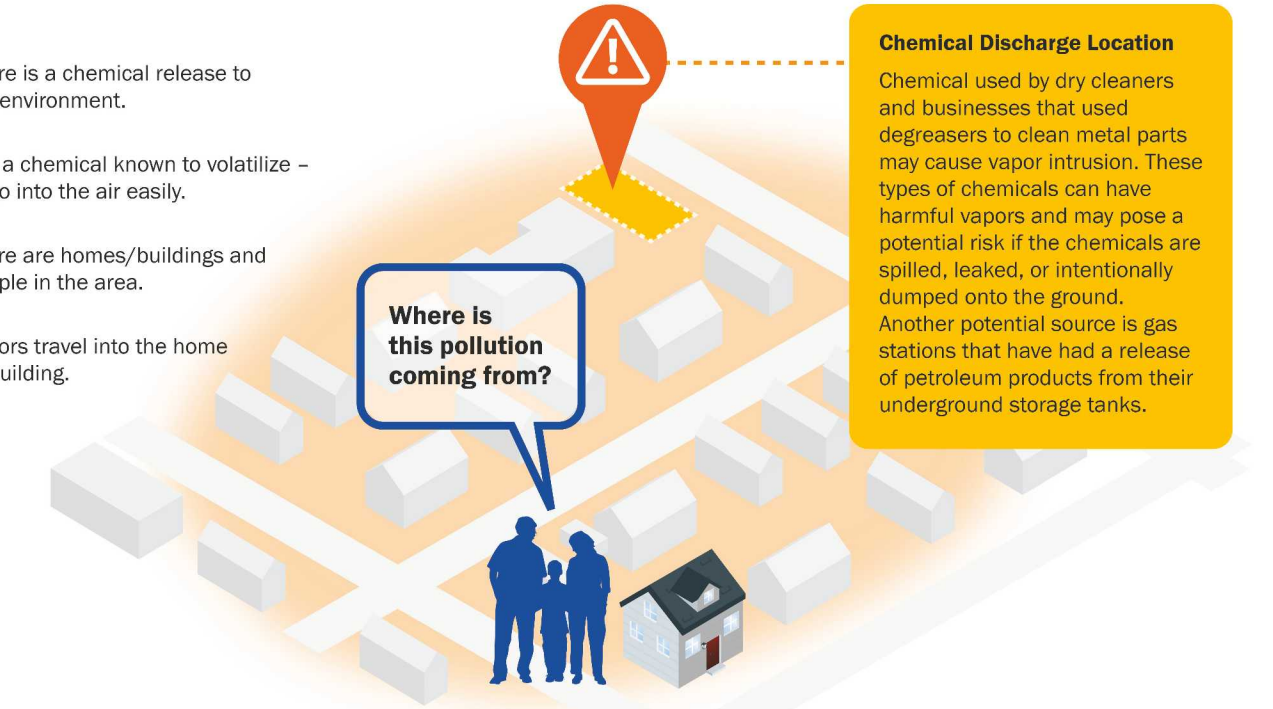 re is a chemical release to
environment.
a chemical known to volatilize –
o into the air easily.
re are homes/buildings and
ple in the area.
ors travel into the home
uilding.
Where is
this pollution
coming from?
Chemical Discharge Location
Chemical used by dry cleaners
and businesses that used
degreasers to clean metal parts
may cause vapor intrusion. These
types of chemicals can have
harmful vapors and may pose a
potential risk if the chemicals are
spilled, leaked, or intentionally
dumped onto the ground.
Another potential source is gas
stations that have had a release
of petroleum products from their
underground storage tanks.